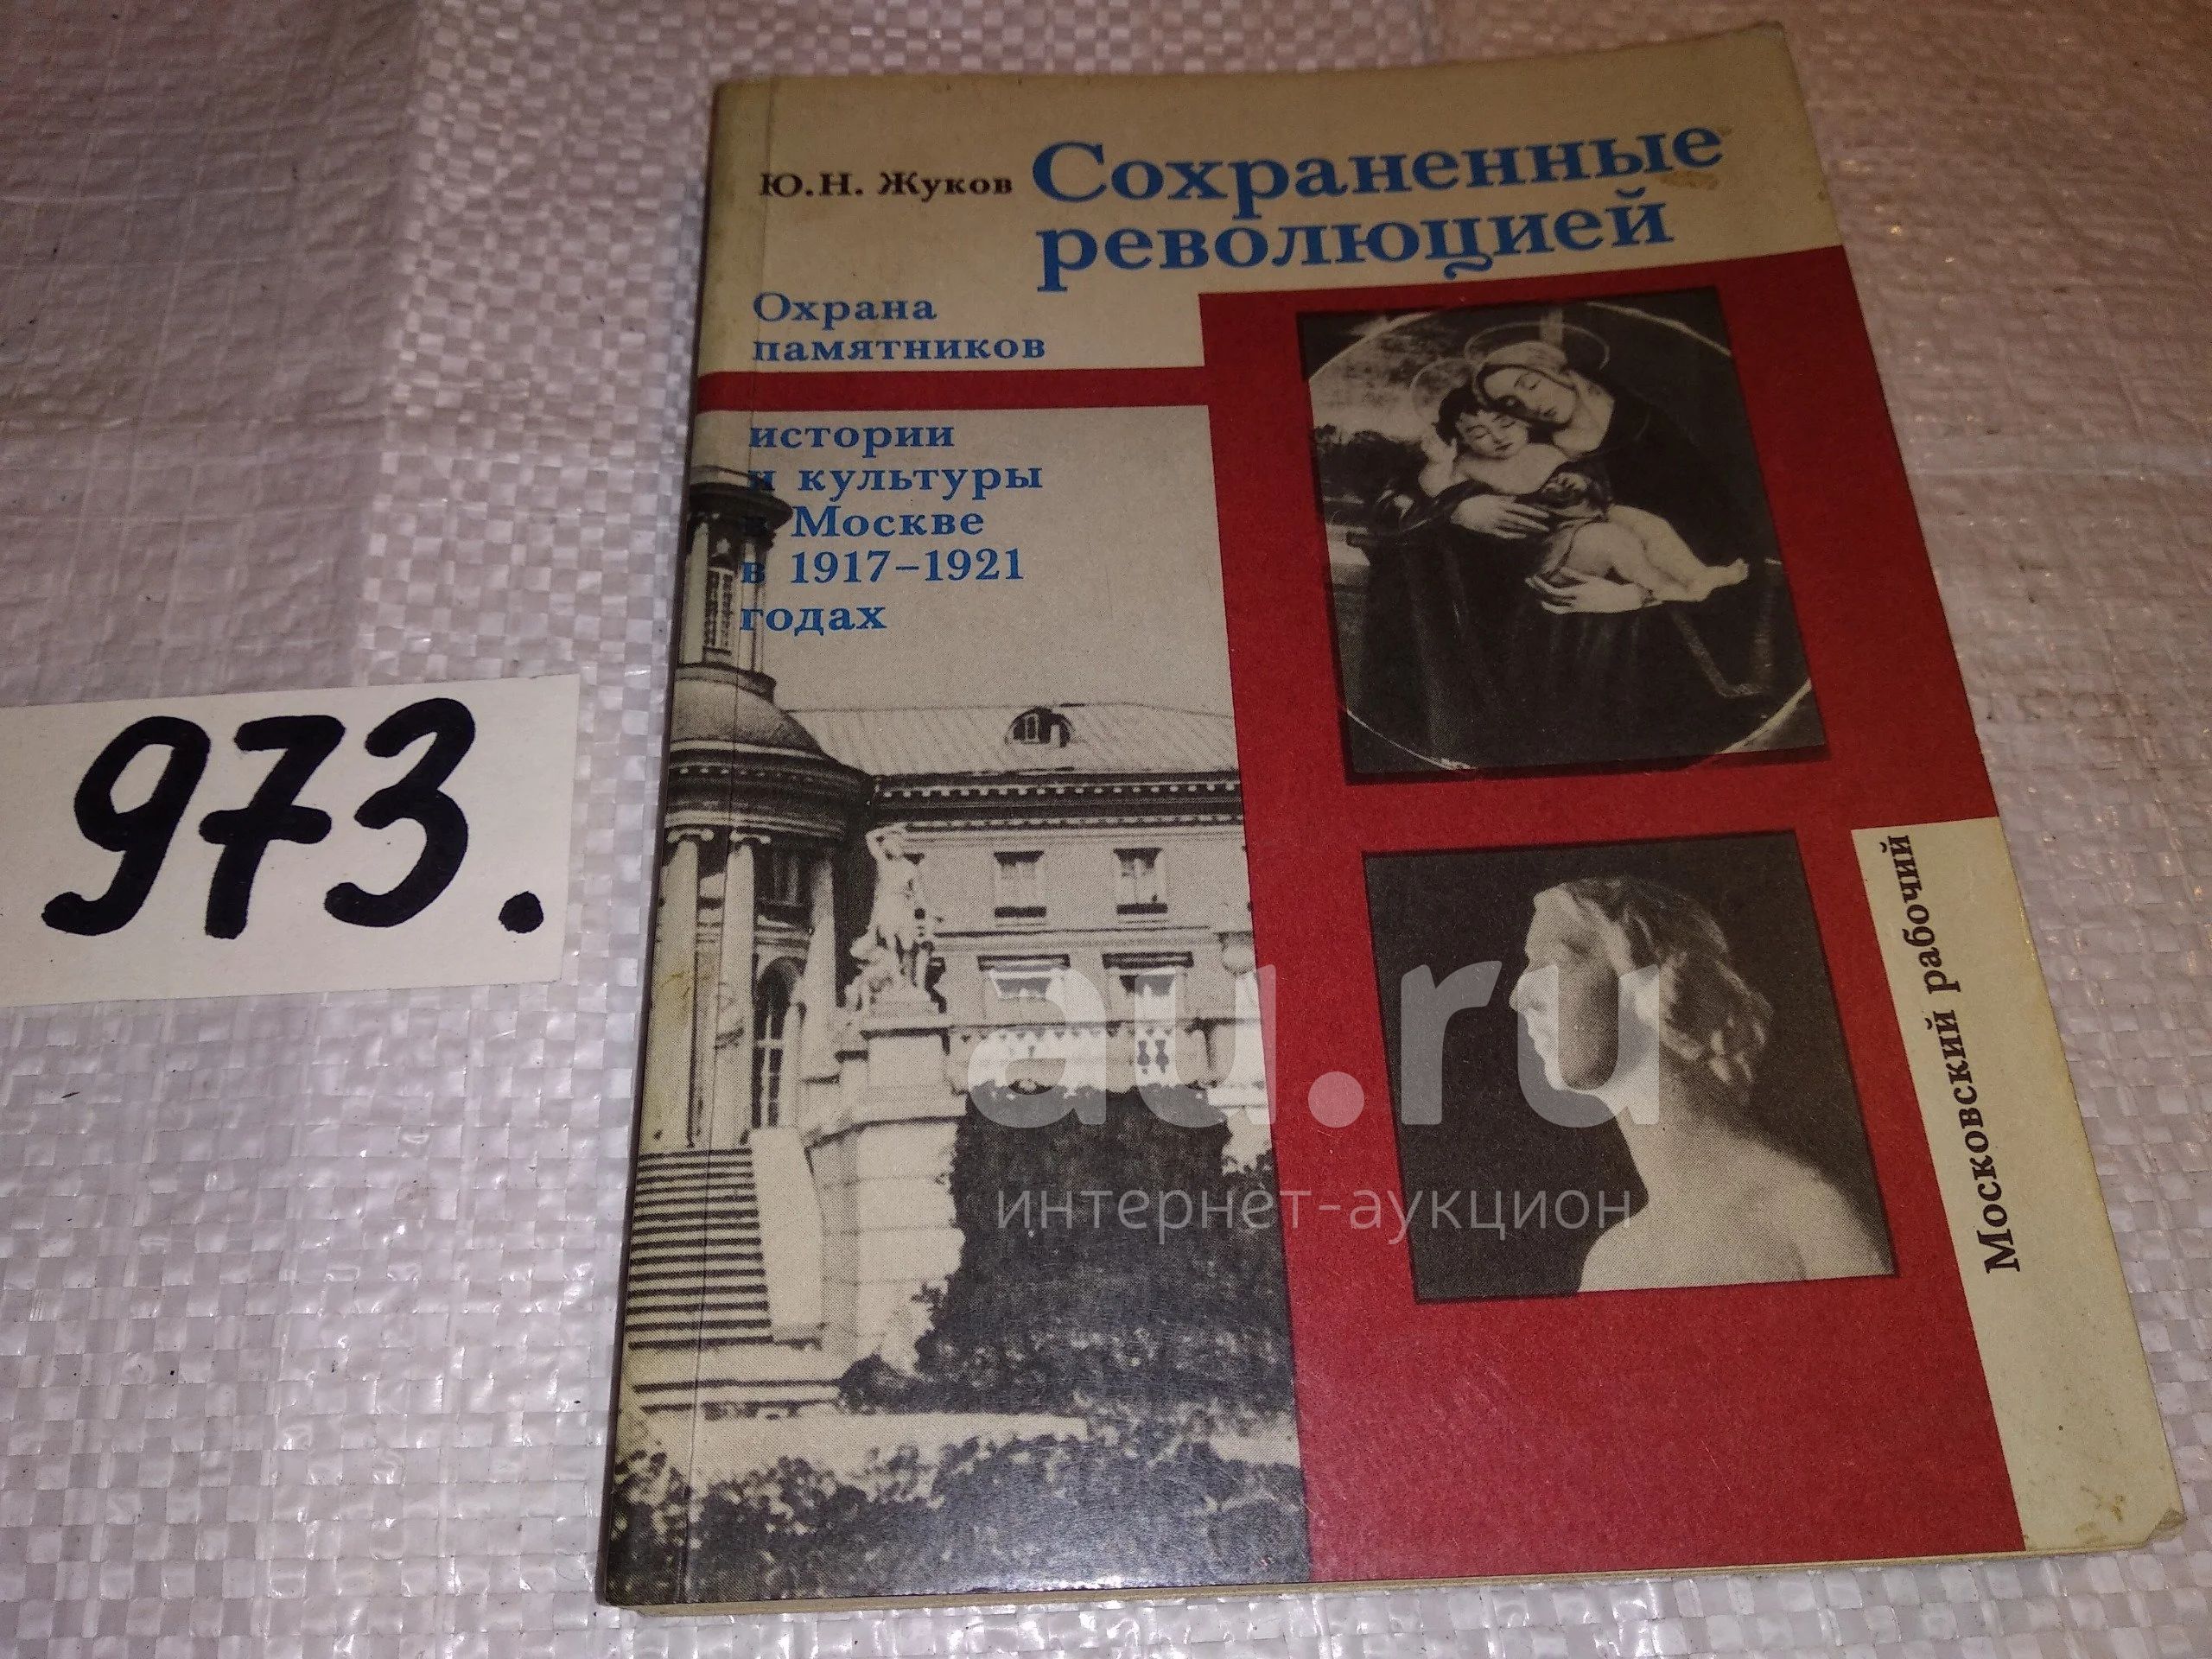 Ю.Н. Жуков
Сохраненные
революцией
Охрана
памятников
истории
и культуры
в Москве
в 1917–1921
годах
Московский рабочий
973.
au.ru
интернет-аукцион